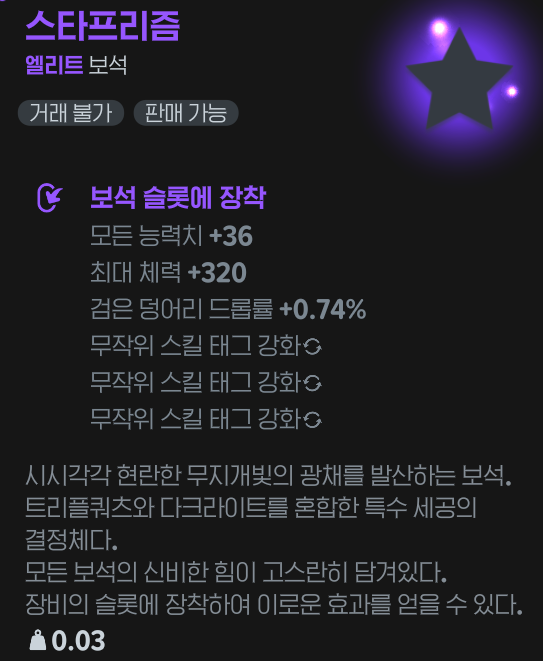 스타프리즘
엘리트 보석
거래 불가 판매 가능
보석 슬롯에 장착
모든 능력치 +36
최대 체력 +320
검은 덩어리 드롭률 +0.74%
무작위 스킬 태그 강화
무작위 스킬 태그 강화
무작위 스킬 태그 강화
시시각각 현란한 무지개빛의 광채를 발산하는 보석.
트리플쿼츠와 다크라이트를 혼합한 특수 세공의
결정체다.
모든 보석의 신비한 힘이 고스란히 담겨있다.
장비의 슬롯에 장착하여 이로운 효과를 얻을 수 있다.
0.03